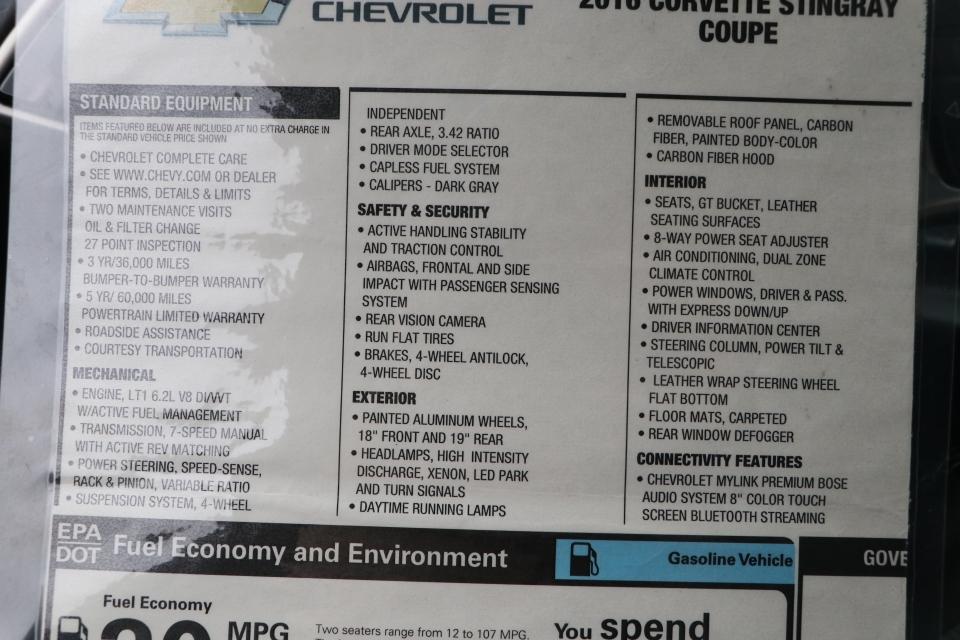 CHEVROLET
2016 CORVETTE STINGRAY
COUPE
STANDARD EQUIPMENT
ITEMS FEATURED BELOW ARE INCLUDED AT NO EXTRA CHARGE IN
THE STANDARD VEHICLE PRICE SHOWN
• CHEVROLET COMPLETE CARE
• SEE WWW.CHEVY.COM OR DEALER
FOR TERMS, DETAILS & LIMITS
• TWO MAINTENANCE VISITS
OIL & FILTER CHANGE
27 POINT INSPECTION
• 3 YR/36,000 MILES
BUMPER-TO-BUMPER WARRANTY
• 5 YR/ 60,000 MILES
POWERTRAIN LIMITED WARRANTY
• ROADSIDE ASSISTANCE
• COURTESY TRANSPORTATION
MECHANICAL
• ENGINE, LT1 6.2L V8 DI/VVT
W/ACTIVE FUEL MANAGEMENT
• TRANSMISSION, 7-SPEED MANUAL
WITH ACTIVE REV MATCHING
• POWER STEERING, SPEED-SENSE,
RACK & PINION, VARIABLE RATIO
• SUSPENSION SYSTEM, 4-WHEEL
INDEPENDENT
• REAR AXLE, 3.42 RATIO
• DRIVER MODE SELECTOR
• CAPLESS FUEL SYSTEM
• CALIPERS - DARK GRAY
SAFETY & SECURITY
• ACTIVE HANDLING STABILITY
AND TRACTION CONTROL
• AIRBAGS, FRONTAL AND SIDE
IMPACT WITH PASSENGER SENSING
SYSTEM
• REAR VISION CAMERA
• RUN FLAT TIRES
• BRAKES, 4-WHEEL ANTILOCK,
4-WHEEL DISC
EXTERIOR
• PAINTED ALUMINUM WHEELS,
18" FRONT AND 19" REAR
• HEADLAMPS, HIGH INTENSITY
DISCHARGE, XENON, LED PARK
AND TURN SIGNALS
• DAYTIME RUNNING LAMPS
• REMOVABLE ROOF PANEL, CARBON
FIBER, PAINTED BODY-COLOR
• CARBON FIBER HOOD
INTERIOR
• SEATS, GT BUCKET, LEATHER
SEATING SURFACES
• 8-WAY POWER SEAT ADJUSTER
• AIR CONDITIONING, DUAL ZONE
CLIMATE CONTROL
• POWER WINDOWS, DRIVER & PASS.
WITH EXPRESS DOWN/UP
• DRIVER INFORMATION CENTER
• STEERING COLUMN, POWER TILT &
TELESCOPIC
• LEATHER WRAP STEERING WHEEL
FLAT BOTTOM
• FLOOR MATS, CARPETED
• REAR WINDOW DEFOGGER
CONNECTIVITY FEATURES
• CHEVROLET MYLINK PREMIUM BOSE
AUDIO SYSTEM 8" COLOR TOUCH
SCREEN BLUETOOTH STREAMING
EPA
DOT
Fuel Economy and Environment
Gasoline Vehicle
GOVE
Fuel Economy
MPG
Two seaters range from 12 to 107 MPG.
You spend